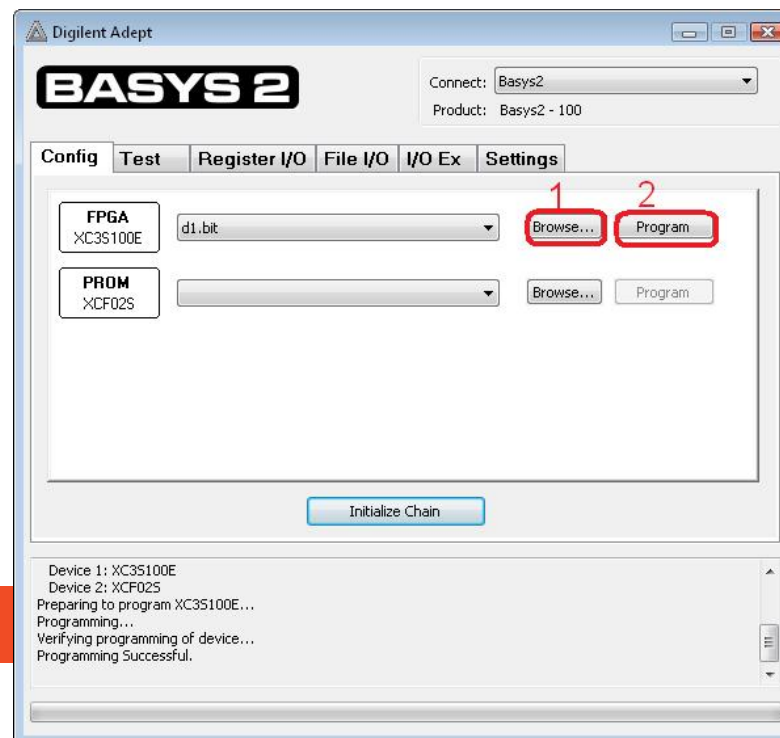 Digilent Adept
BASYS 2
Connect: Basys2
Product: Basys2 - 100
Config Test Register I/O File I/O I/O Ex Settings
1 2
FPGA
XC3S100E
d1.bit Browse... Program
PROM
XCF02S
Browse... Program
Initialize Chain
Device 1: XC3S100E
Device 2: XCF02S
Preparing to program XC3S100E...
Programming...
Verifying programming of device...
Programming Successful.